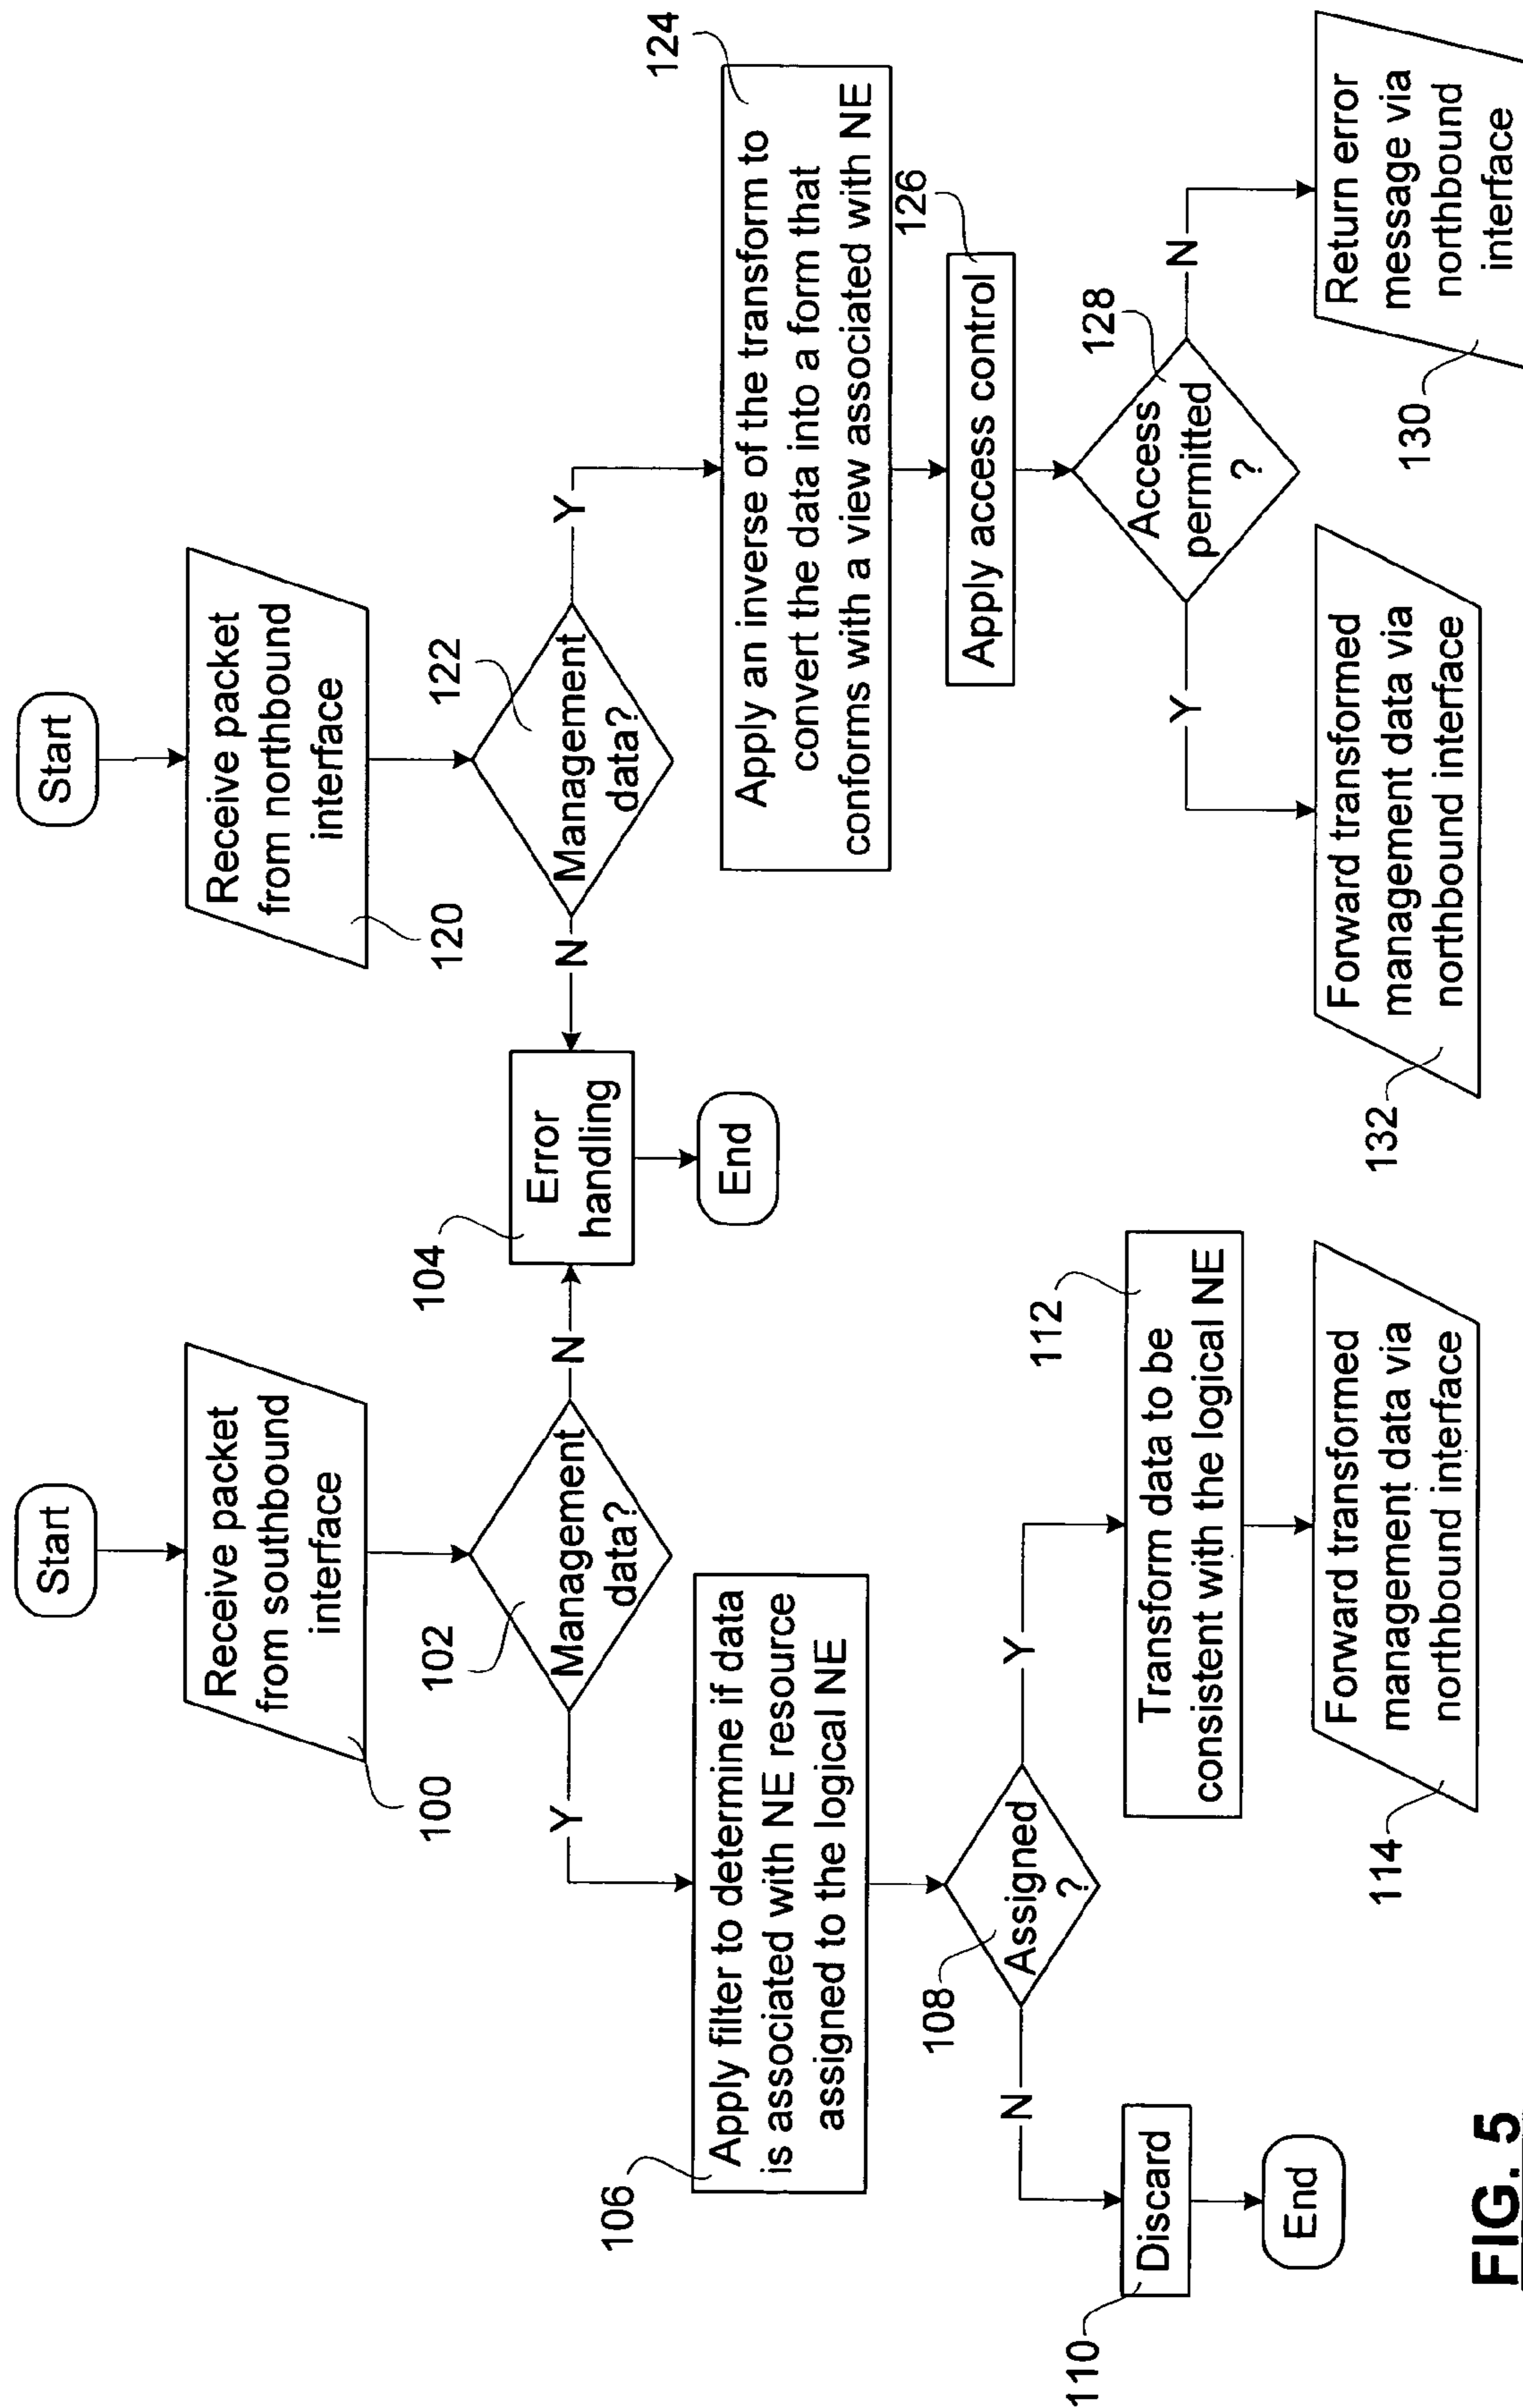 Start
Receive packet
from southbound
interface
100
Management
data?
102
N
Y
Error
handling
104
End
Apply filter to determine if data
is associated with NE resource
assigned to the logical NE
106
Assigned
?
108
N
Y
Discard
110
End
Transform data to be
consistent with the logical NE
112
Forward transformed
management data via
northbound interface
114
Start
Receive packet
from northbound
interface
120
Management
data?
122
N
Y
Apply an inverse of the transform to
convert the data into a form that
conforms with a view associated with NE
124
Apply access control
126
Access
permitted
?
128
Y
N
Forward transformed
management data via
northbound interface
132
Return error
message via
northbound
interface
130
FIG. 5